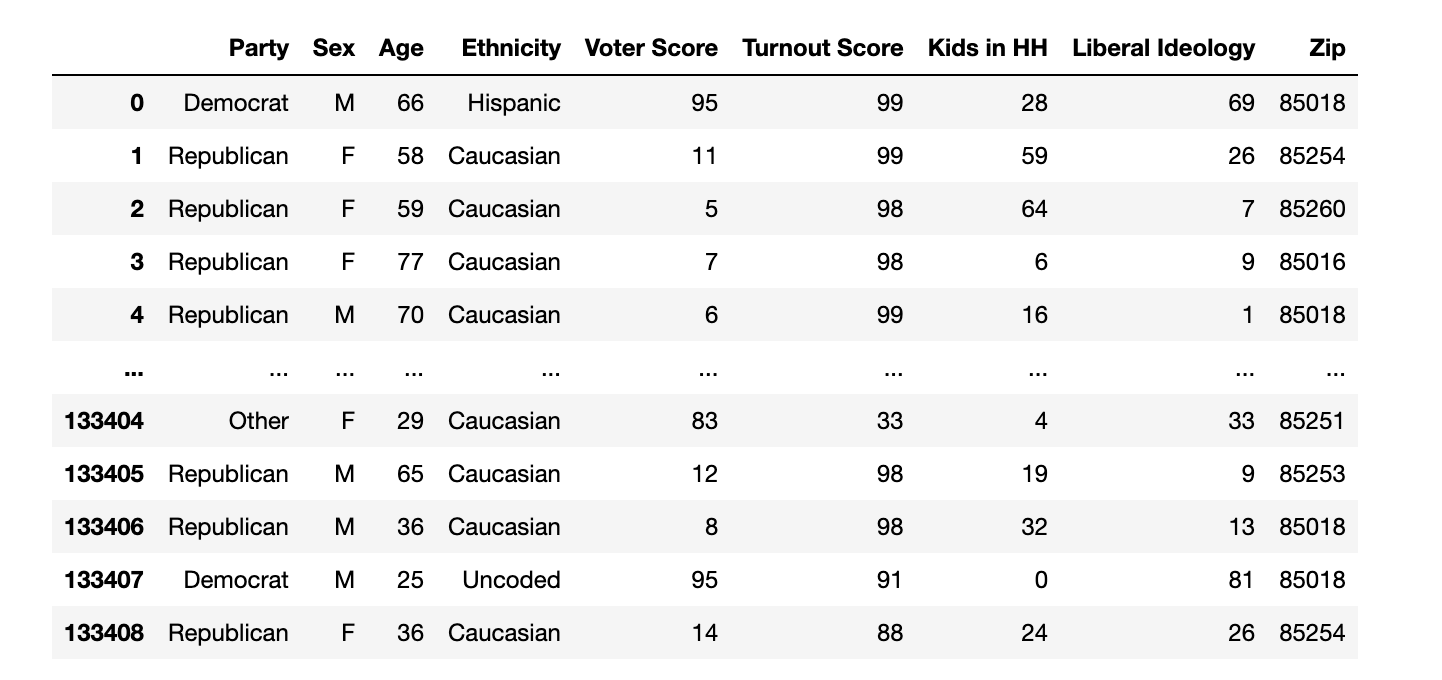 Party Sex Age Ethnicity Voter Score Turnout Score Kids in HH Liberal Ideology Zip
0 Democrat M 66 Hispanic 95 99 28 69 85018
1 Republican F 58 Caucasian 11 99 59 26 85254
2 Republican F 59 Caucasian 5 98 64 7 85260
3 Republican F 77 Caucasian 7 98 6 9 85016
4 Republican M 70 Caucasian 6 99 16 1 85018
... ... ... ... ... ... ... ... ... ...
133404 Other F 29 Caucasian 83 33 4 33 85251
133405 Republican M 65 Caucasian 12 98 19 9 85253
133406 Republican M 36 Caucasian 8 98 32 13 85018
133407 Democrat M 25 Uncoded 95 91 0 81 85018
133408 Republican F 36 Caucasian 14 88 24 26 85254